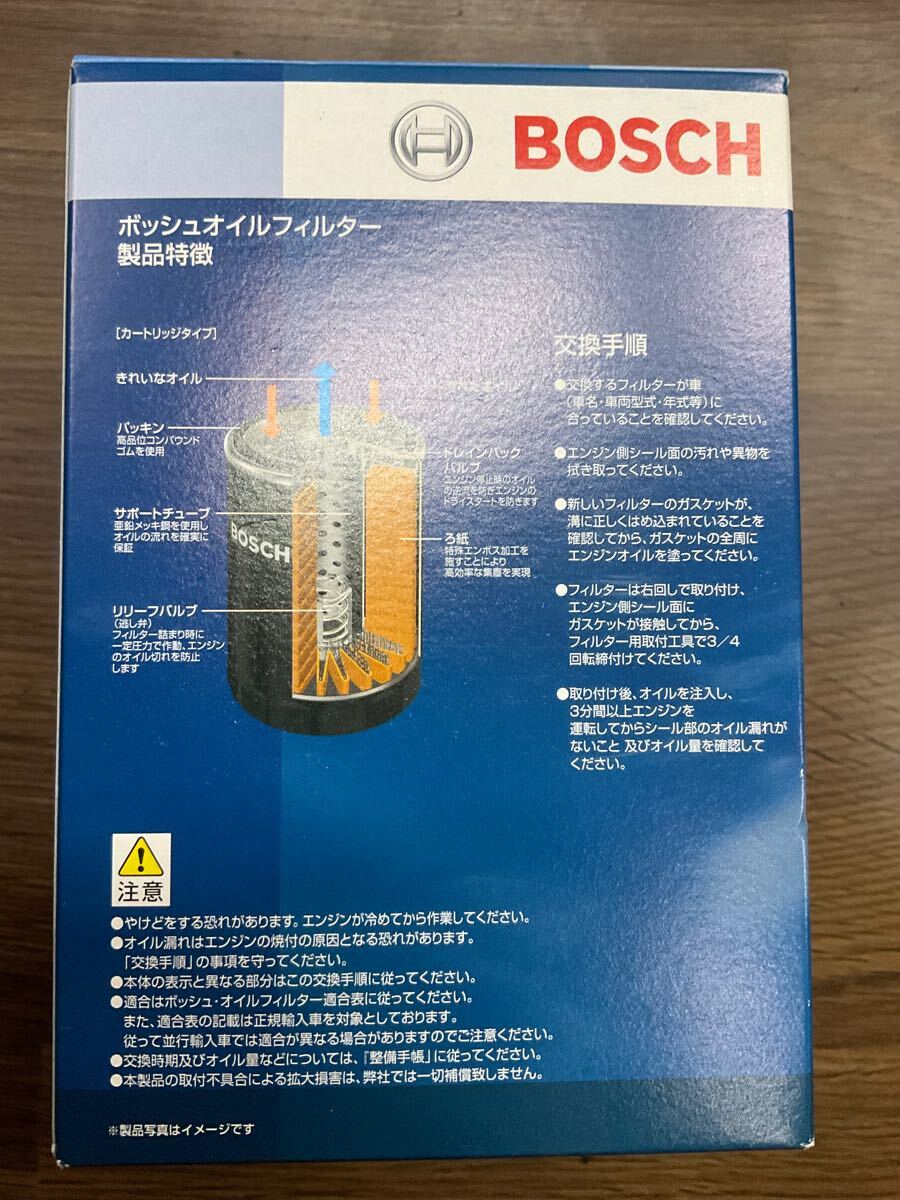 BOSCH
ボッシュオイルフィルター
製品特徴
[カートリッジタイプ]
きれいなオイル
パッキン
高品位コンパウンド
ゴムを使用
サポートチューブ
亜鉛メッキ鋼を使用し
オイルの流れを確実に
保証
リリーフバルブ
(逃し弁)
フィルター詰まり時に
一定圧力で作動、エンジン
のオイル切れを防止
します
BOSCH
ドレインバック
バルブ
エンジン停止時のオイル
の逆流を防ぎエンジンの
ドライスタートを防ぎます
ろ紙
特殊エンボス加工を
施すことにより
高効率な集塵を実現
交換手順
●交換するフィルターが車
(車名・車両型式・年式等)に
合っていることを確認してください。
●エンジン側シール面の汚れや異物を
拭き取ってください。
●新しいフィルターのガスケットが、
溝に正しくはめ込まれていることを
確認してから、ガスケットの全周に
エンジンオイルを塗ってください。
●フィルターは右回しで取り付け、
エンジン側シール面に
ガスケットが接触してから、
フィルター用取付工具で3/4
回転締付けてください。
●取り付け後、オイルを注入し、
3分間以上エンジンを
運転してからシール部のオイル漏れが
ないこと 及びオイル量を確認して
ください。
注意
●やけどをする恐れがあります。エンジンが冷めてから作業してください。
●オイル漏れはエンジンの焼付の原因となる恐れがあります。
「交換手順」の事項を守ってください。
●本体の表示と異なる部分はこの交換手順に従ってください。
●適合はボッシュ・オイルフィルター適合表に従ってください。
また、適合表の記載は正規輸入車を対象としております。
従って並行輸入車では適合が異なる場合がありますのでご注意ください。
●交換時期及びオイル量などについては、『整備手帳』に従ってください。
●本製品の取付不具合による拡大損害は、弊社では一切補償致しません。
※製品写真はイメージです